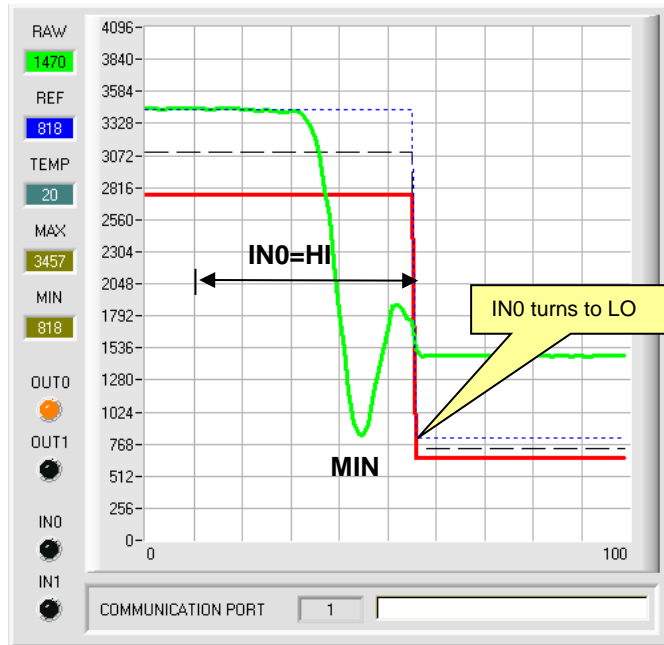 RAW
1470
REF
818
TEMP
20
MAX
3457
MIN
818
OUT0
OUT1
IN0
IN1
4096
3840
3584
3328
3072
2816
2560
2304
2048
1792
1536
1280
1024
768
512
256
0
0
100
IN0=HI
IN0 turns to LO
MIN
COMMUNICATION PORT
1